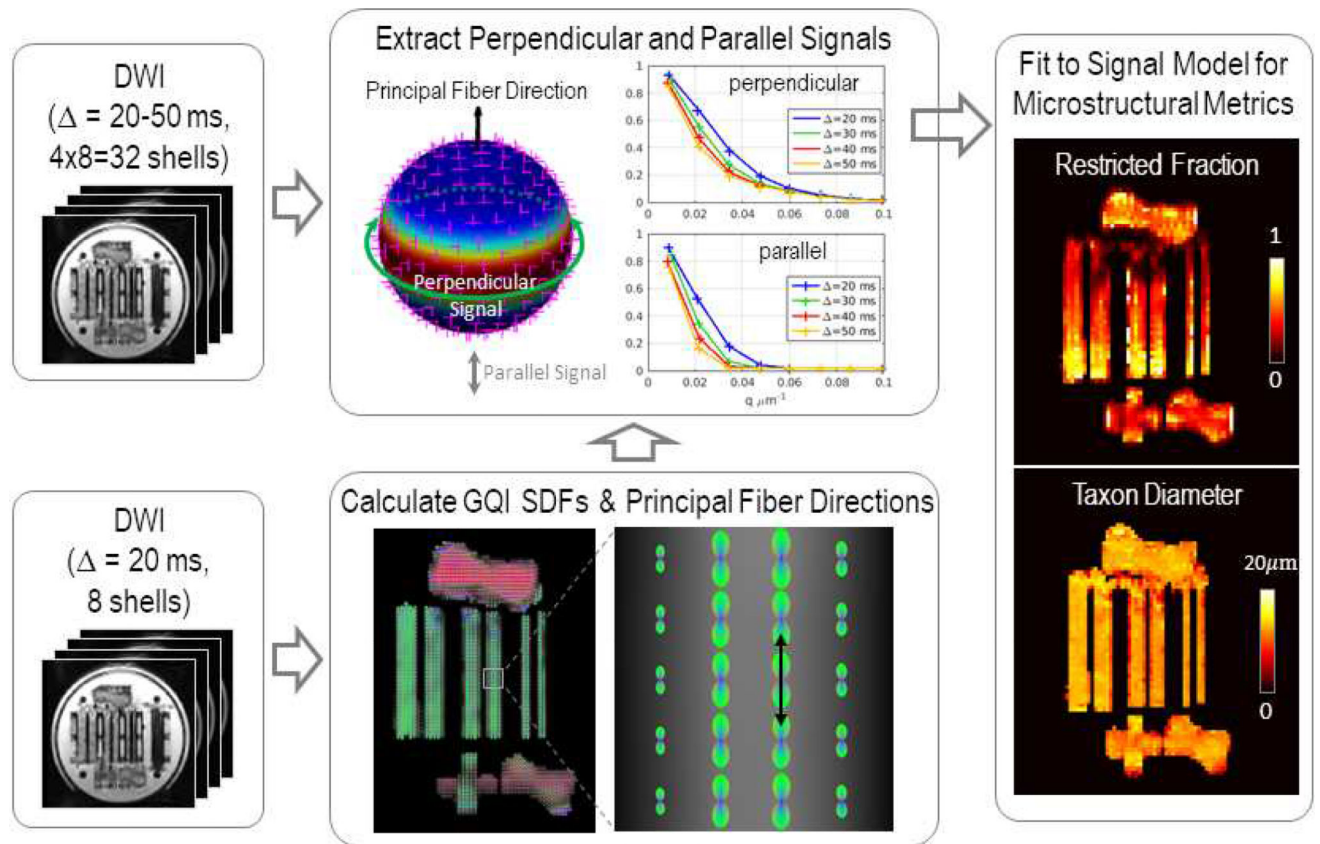 DWI
(Δ = 20-50 ms,
4x8=32 shells)
Extract Perpendicular and Parallel Signals
Principal Fiber Direction
Perpendicular
Signal
Parallel Signal
perpendicular
1
0.8
0.6
0.4
0.2
0
Δ=20 ms
Δ=30 ms
Δ=40 ms
Δ=50 ms
0 0.02 0.04 0.06 0.08 0.1
parallel
1
0.8
0.6
0.4
0.2
0
Δ=20 ms
Δ=30 ms
Δ=40 ms
Δ=50 ms
0 0.02 0.04 0.06 0.08 0.1
q μm⁻¹
Fit to Signal Model for
Microstructural Metrics
Restricted Fraction
1
0
Taxon Diameter
20μm
0
DWI
(Δ = 20 ms,
8 shells)
Calculate GQI SDFs & Principal Fiber Directions